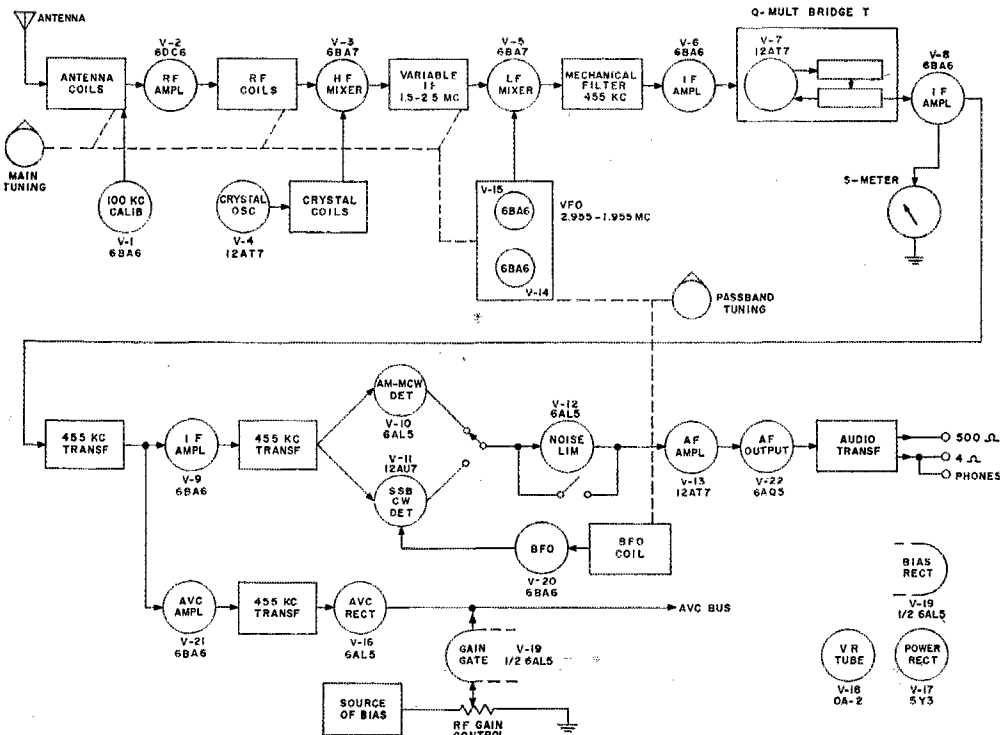 ANTENNA
ANTENNA
COILS
V-2
6DC6
RF
AMPL
RF
COILS
V-3
6BA7
HF
MIXER
VARIABLE
IF
1.5-2.5 MC
V-5
6BA7
LF
MIXER
MECHANICAL
FILTER
455 KC
V-6
6BA6
IF
AMPL
Q-MULT BRIDGE T
V-7
12AT7
V-8
6BA6
IF
AMPL
MAIN
TUNING
100 KC
CALIB
V-1
6BA6
CRYSTAL
OSC
V-4
12AT7
CRYSTAL
COILS
V-15
6BA6
6BA6
V-14
VFO
2.955-1.955 MC
S-METER
PASSBAND
TUNING
455 KC
TRANSF
IF
AMPL
V-9
6BA6
455 KC
TRANSF
AM-MCW
DET
V-10
6AL5
V-11
12AU7
SSB
CW
DET
V-12
6AL5
NOISE
LIM
AF
AMPL
V-13
12AT7
AF
OUTPUT
V-22
6AQ5
AUDIO
TRANSF
500 Ω
4 Ω
PHONES
BFO
V-20
6BA6
BFO
COIL
BIAS
RECT
V-19
1/2 6AL5
AVC
AMPL
V-21
6BA6
455 KC
TRANSF
AVC
RECT
V-16
6AL5
AVC BUS
GAIN
GATE
V-19
1/2 6AL5
VR
TUBE
V-18
OA-2
POWER
RECT
V-17
5Y3
SOURCE
OF BIAS
RF GAIN
CONTROL